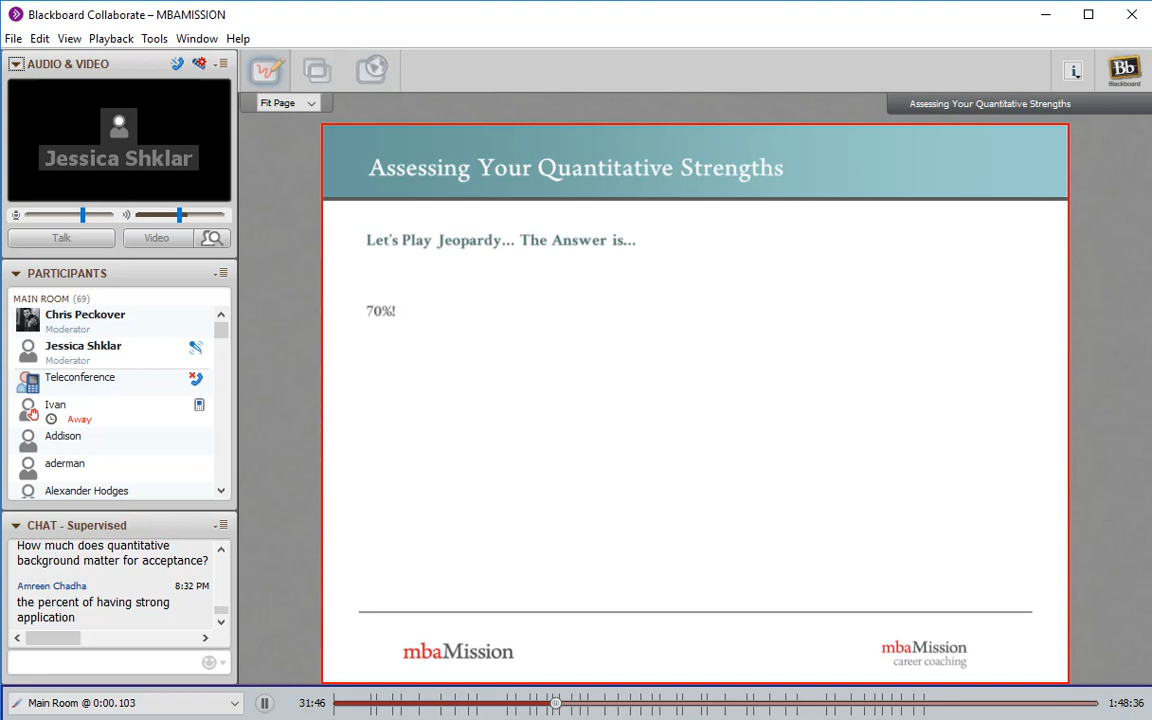 Blackboard Collaborate – MBAMISSION
File Edit View Playback Tools Window Help
AUDIO & VIDEO
Jessica Shklar
Talk Video
PARTICIPANTS
MAIN ROOM (69)
Chris Peckover
Moderator
Jessica Shklar
Moderator
Teleconference
Ivan
Away
Addison
aderman
Alexander Hodges
CHAT - Supervised
How much does quantitative
background matter for acceptance?
Amreen Chadha 8:32 PM
the percent of having strong
application
Fit Page
Assessing Your Quantitative Strengths
Bb
Blackboard
Assessing Your Quantitative Strengths
Let's Play Jeopardy... The Answer is...
70%!
mbaMission
mbaMission
career coaching
Main Room @ 0:00.103
31:46
1:48:36